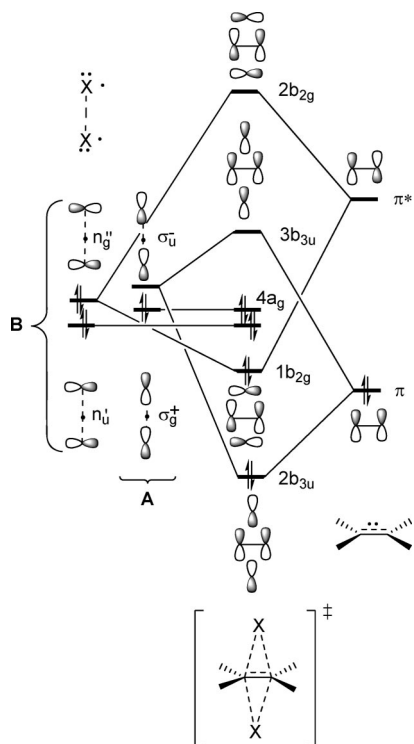 Ẍ ·
Ẍ ·
2b2g
π*
n"g
σ-u
3b3u
B
4ag
1b2g
π
n'u
σ+g
A
2b3u
‡
X
X